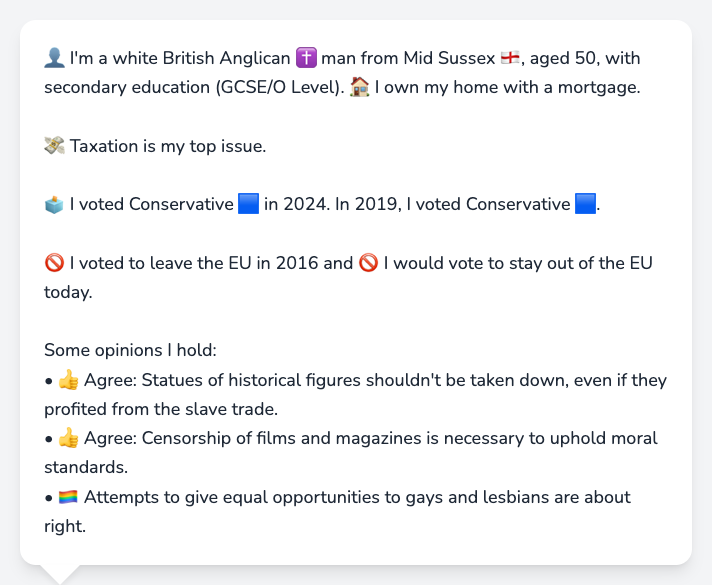 👤 I'm a white British Anglican ✝️ man from Mid Sussex 🏴󠁧󠁢󠁥󠁮󠁧󠁿, aged 50, with
secondary education (GCSE/O Level). 🏠 I own my home with a mortgage.
💸 Taxation is my top issue.
🗳️ I voted Conservative 🟦 in 2024. In 2019, I voted Conservative 🟦.
🚫 I voted to leave the EU in 2016 and 🚫 I would vote to stay out of the EU
today.
Some opinions I hold:
• 👍 Agree: Statues of historical figures shouldn't be taken down, even if they
profited from the slave trade.
• 👍 Agree: Censorship of films and magazines is necessary to uphold moral
standards.
• 🏳️‍🌈 Attempts to give equal opportunities to gays and lesbians are about
right.